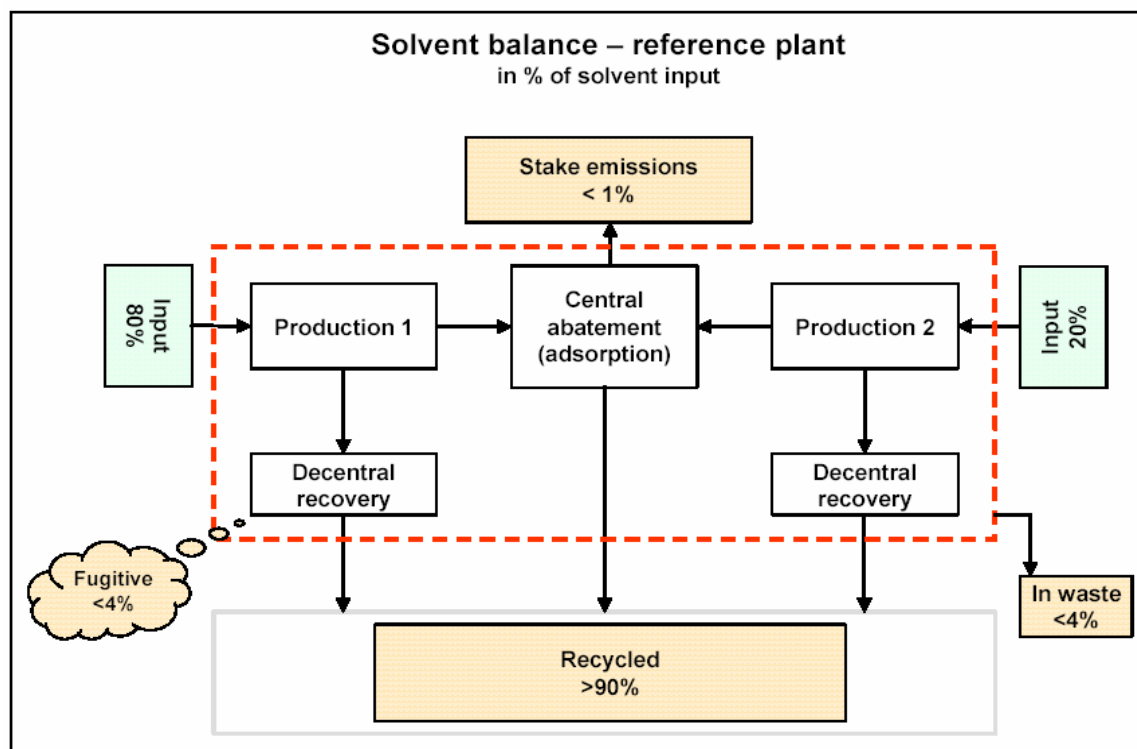 Solvent balance – reference plant
in % of solvent input
Stake emissions
< 1%
Input
80%
Production 1
Central
abatement
(adsorption)
Production 2
Input
20%
Decentral
recovery
Decentral
recovery
Fugitive
<4%
In waste
<4%
Recycled
>90%